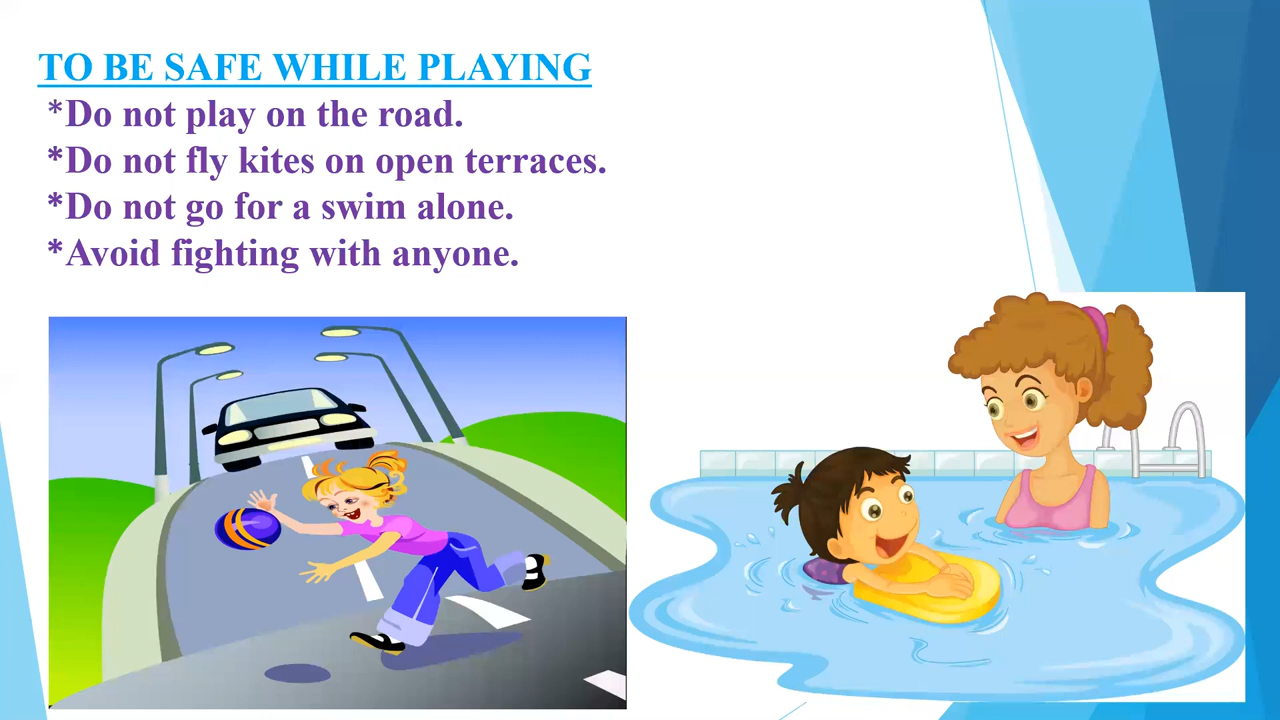 TO BE SAFE WHILE PLAYING
*Do not play on the road.
*Do not fly kites on open terraces.
*Do not go for a swim alone.
*Avoid fighting with anyone.